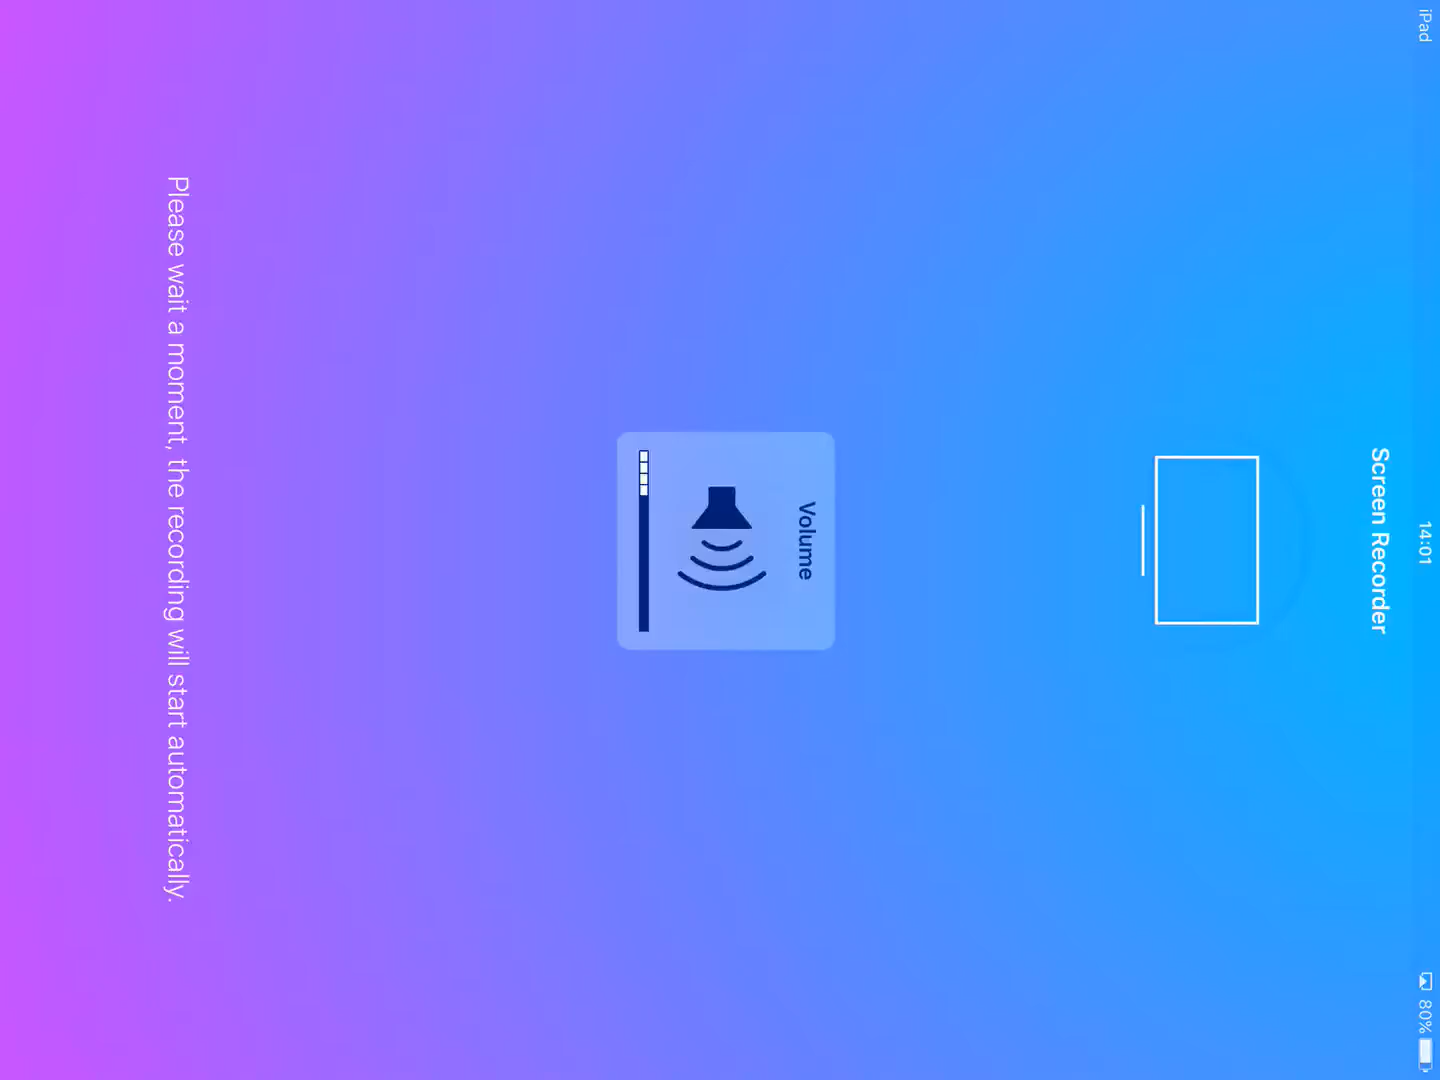 iPad 14:01 80%
Screen Recorder
Volume
Please wait a moment, the recording will start automatically.